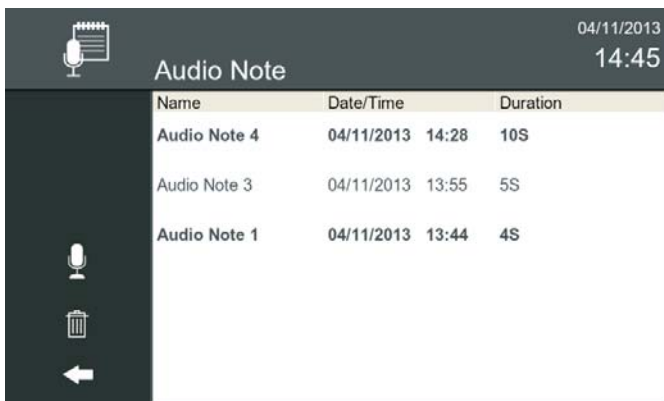 04/11/2013
14:45
Audio Note
Name Date/Time Duration
Audio Note 4 04/11/2013 14:28 10S
Audio Note 3 04/11/2013 13:55 5S
Audio Note 1 04/11/2013 13:44 4S